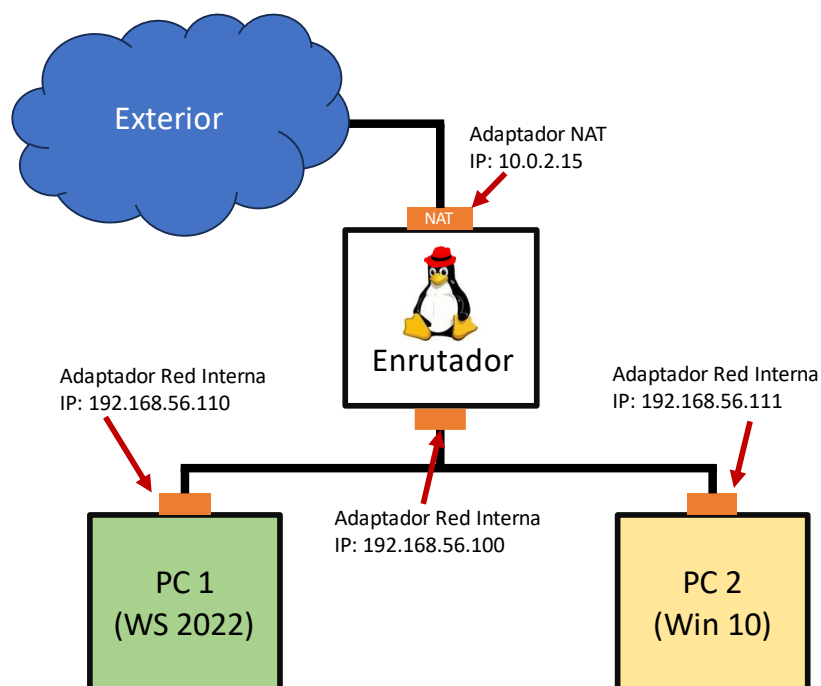 Exterior
Adaptador NAT
IP: 10.0.2.15
NAT
Enrutador
Adaptador Red Interna
IP: 192.168.56.110
Adaptador Red Interna
IP: 192.168.56.111
Adaptador Red Interna
IP: 192.168.56.100
PC 1
(WS 2022)
PC 2
(Win 10)